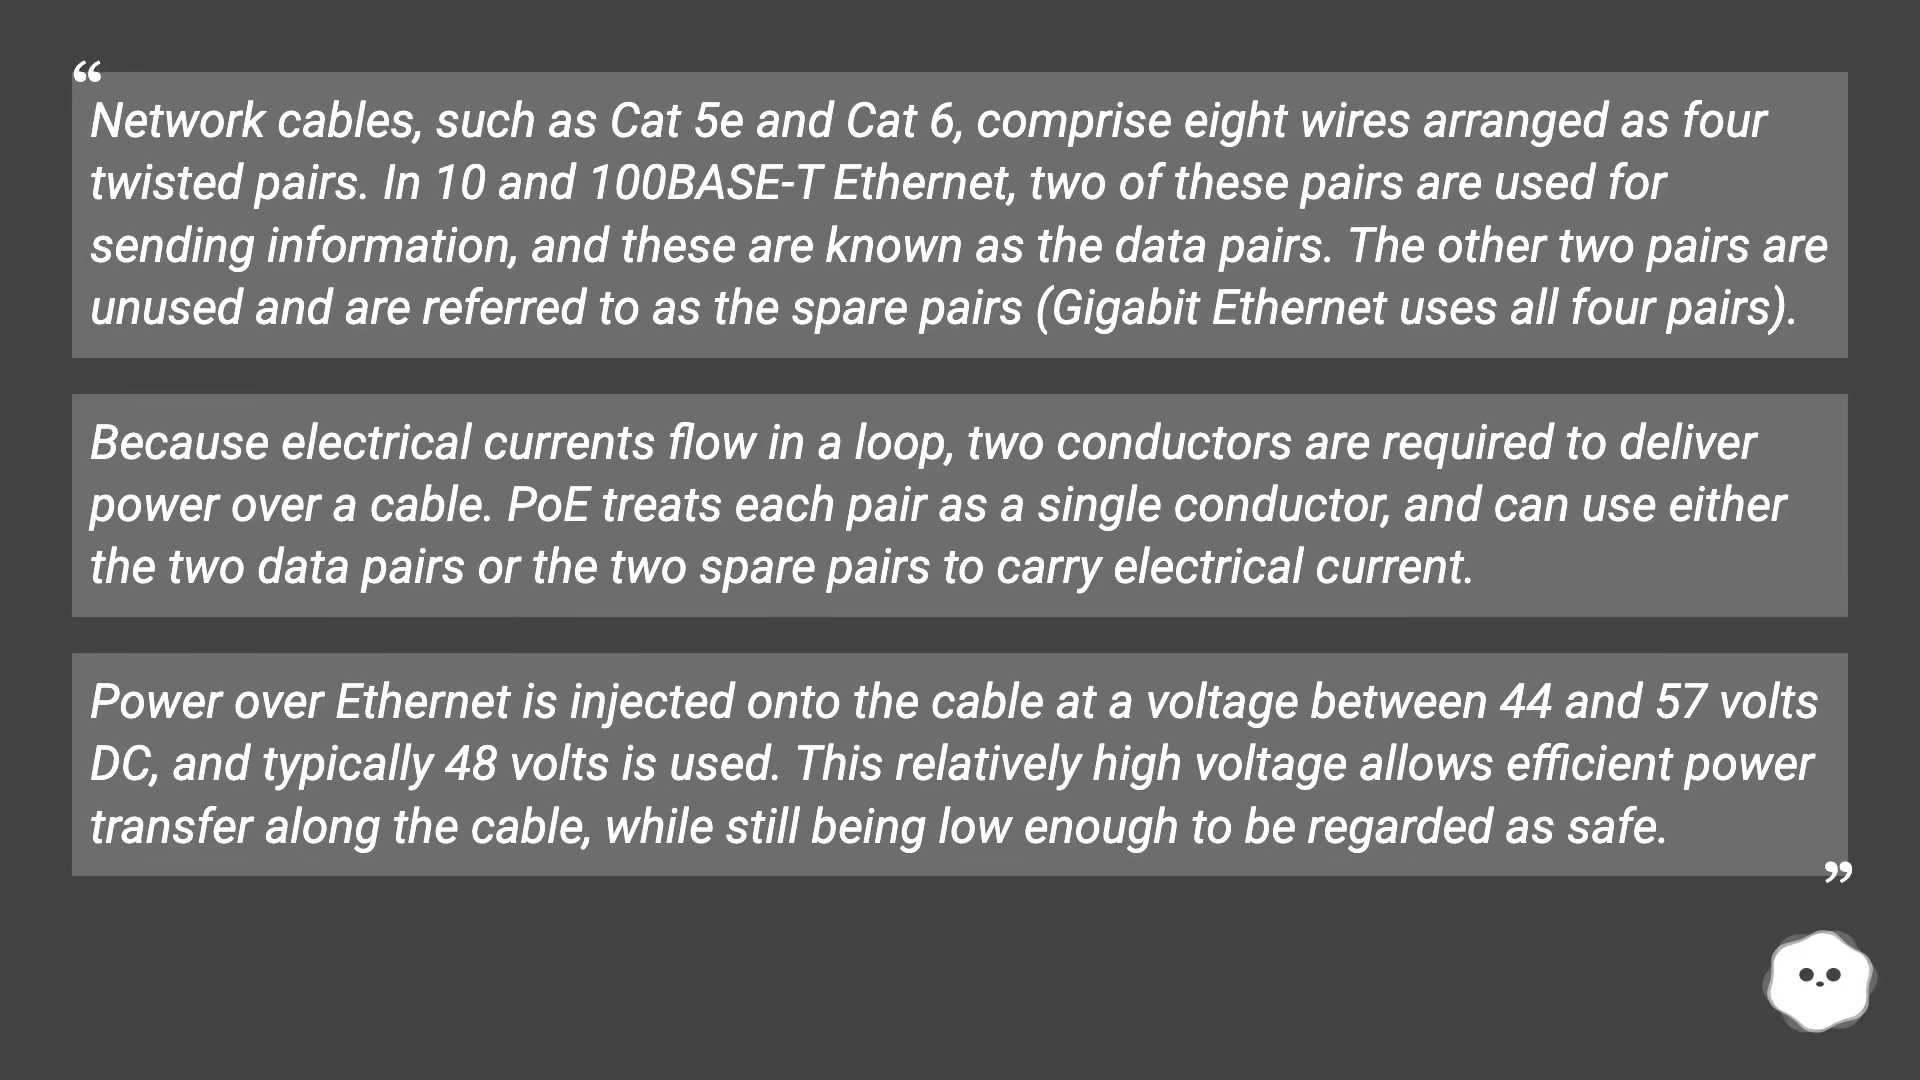 “
Network cables, such as Cat 5e and Cat 6, comprise eight wires arranged as four
twisted pairs. In 10 and 100BASE-T Ethernet, two of these pairs are used for
sending information, and these are known as the data pairs. The other two pairs are
unused and are referred to as the spare pairs (Gigabit Ethernet uses all four pairs).
Because electrical currents flow in a loop, two conductors are required to deliver
power over a cable. PoE treats each pair as a single conductor, and can use either
the two data pairs or the two spare pairs to carry electrical current.
Power over Ethernet is injected onto the cable at a voltage between 44 and 57 volts
DC, and typically 48 volts is used. This relatively high voltage allows efficient power
transfer along the cable, while still being low enough to be regarded as safe.
”